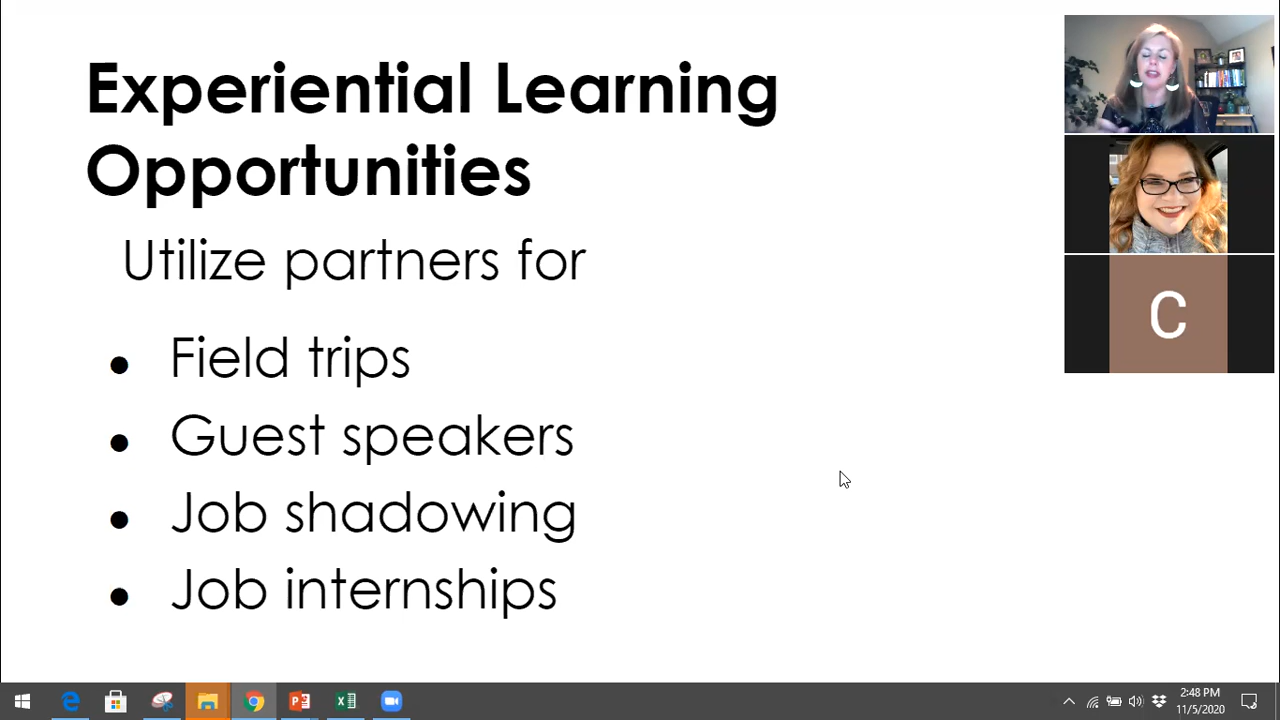 Experiential Learning
Opportunities
Utilize partners for
● Field trips
● Guest speakers
● Job shadowing
● Job internships
C
2:48 PM
11/5/2020